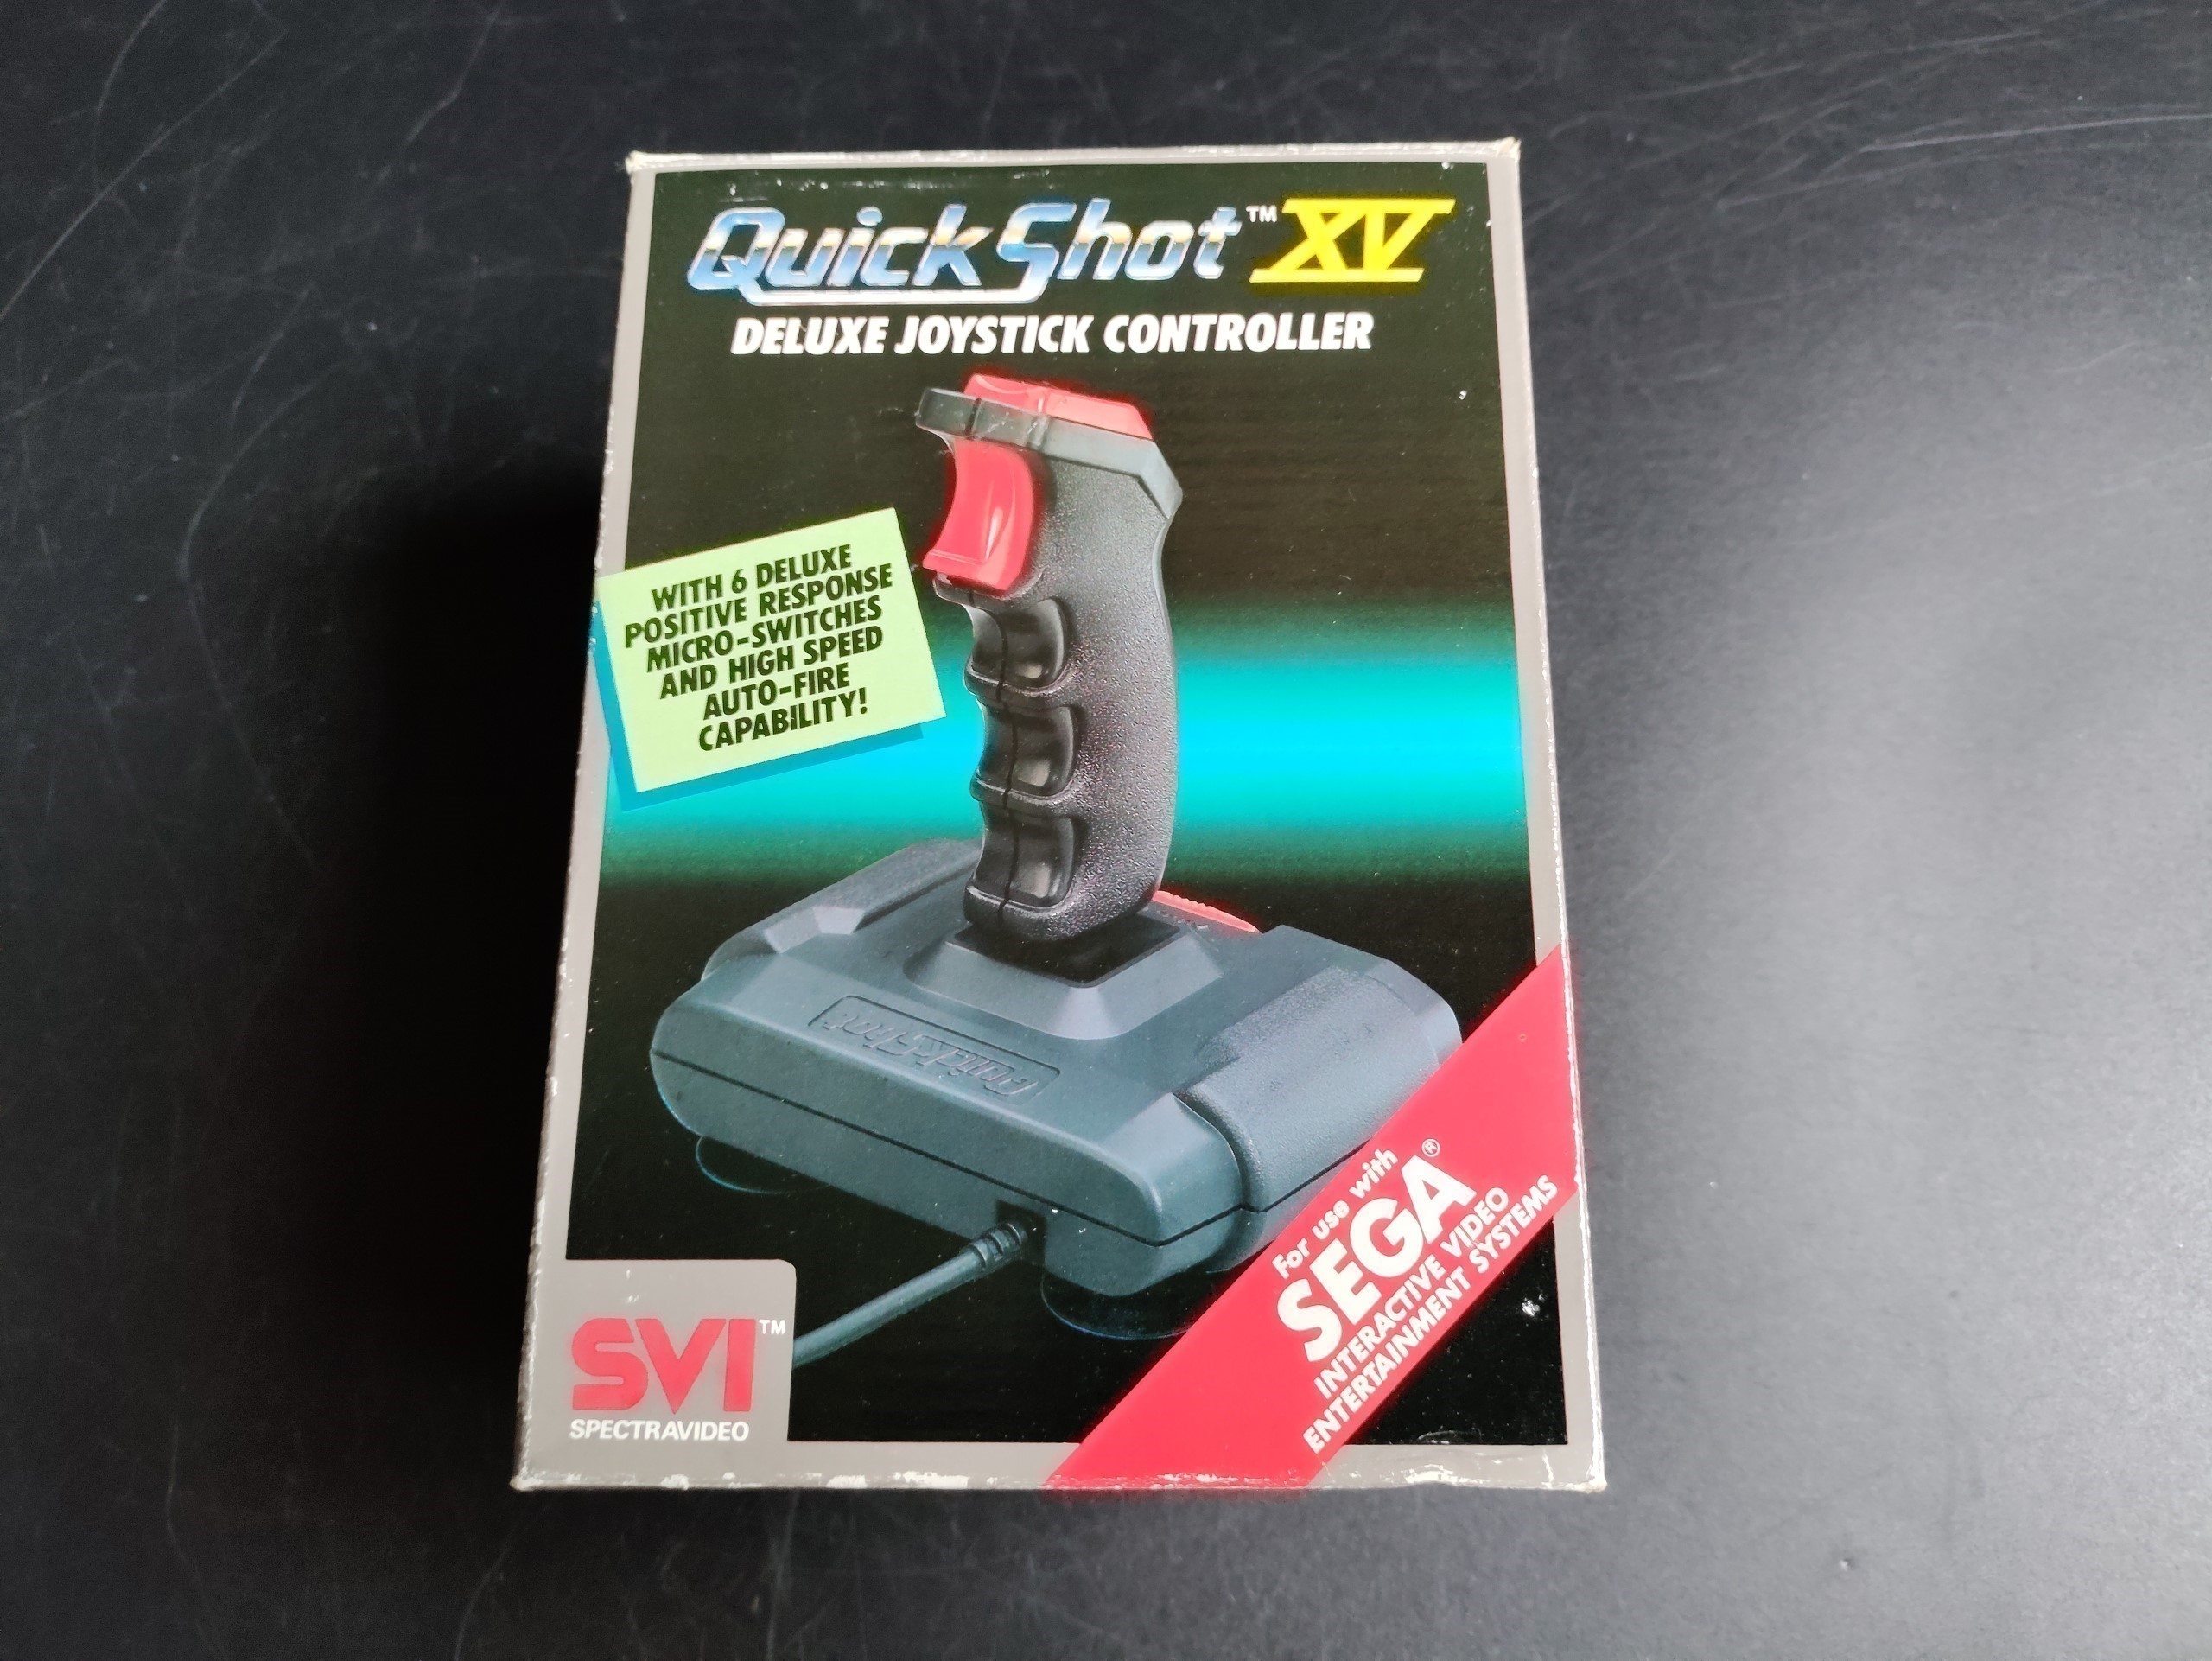 QuickShot™ XV
DELUXE JOYSTICK CONTROLLER
WITH 6 DELUXE
POSITIVE RESPONSE
MICRO-SWITCHES
AND HIGH SPEED
AUTO-FIRE
CAPABILITY!
QuickShot
For use with
SEGA®
INTERACTIVE VIDEO
ENTERTAINMENT SYSTEMS
SVI™
SPECTRAVIDEO